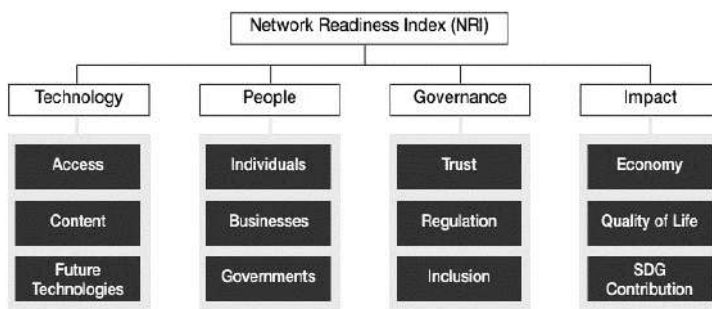 Network Readiness Index (NRI)
Technology
People
Governance
Impact
Access
Individuals
Trust
Economy
Content
Businesses
Regulation
Quality of Life
Future
Technologies
Governments
Inclusion
SDG
Contribution